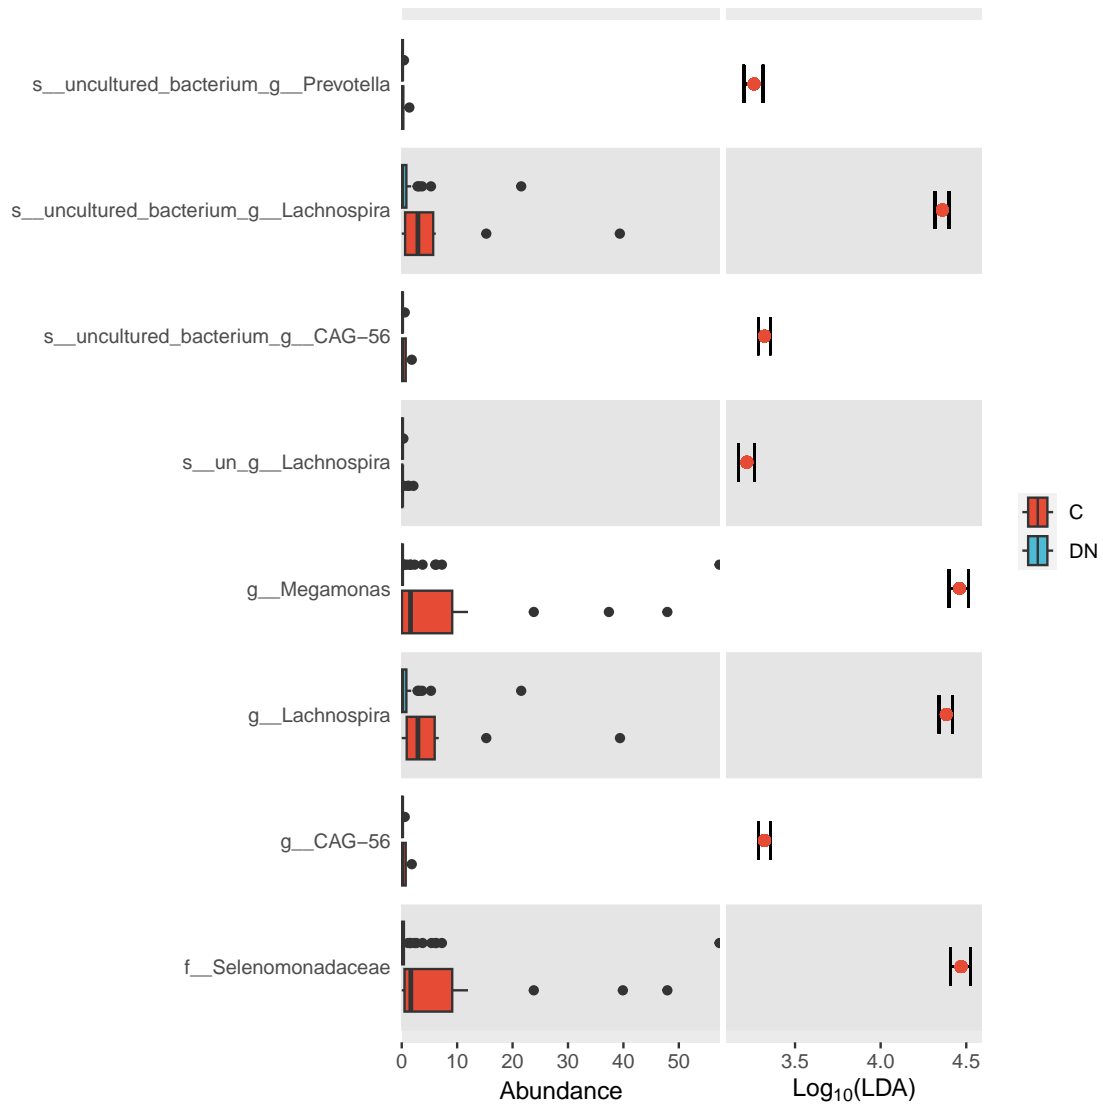 s__uncultured_bacterium_g__Prevotella
s__uncultured_bacterium_g__Lachnospira
s__uncultured_bacterium_g__CAG−56
s__un_g__Lachnospira
g__Megamonas
g__Lachnospira
g__CAG−56
f__Selenomonadaceae
0 10 20 30 40 50
Abundance
3.5 4.0 4.5
Log₁₀(LDA)
C
DN